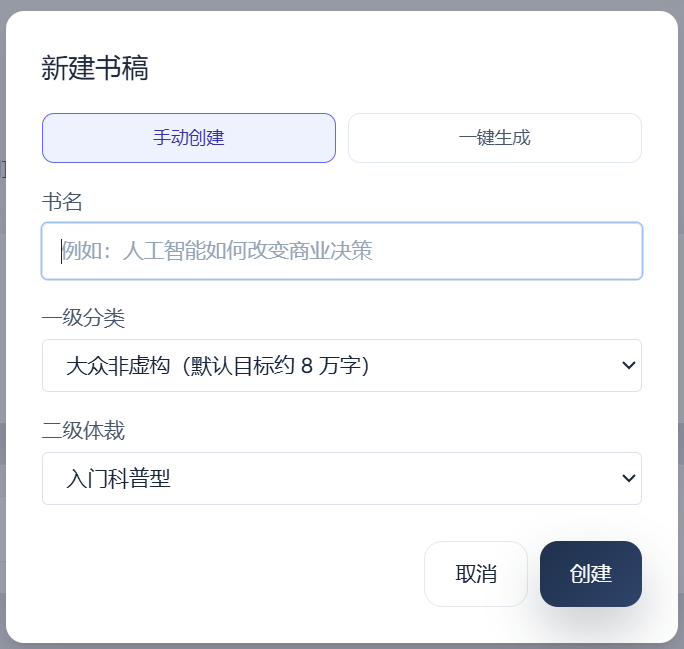 新建书稿
手动创建
一键生成
书名
例如：人工智能如何改变商业决策
一级分类
大众非虚构（默认目标约 8 万字）
二级体裁
入门科普型
取消
创建